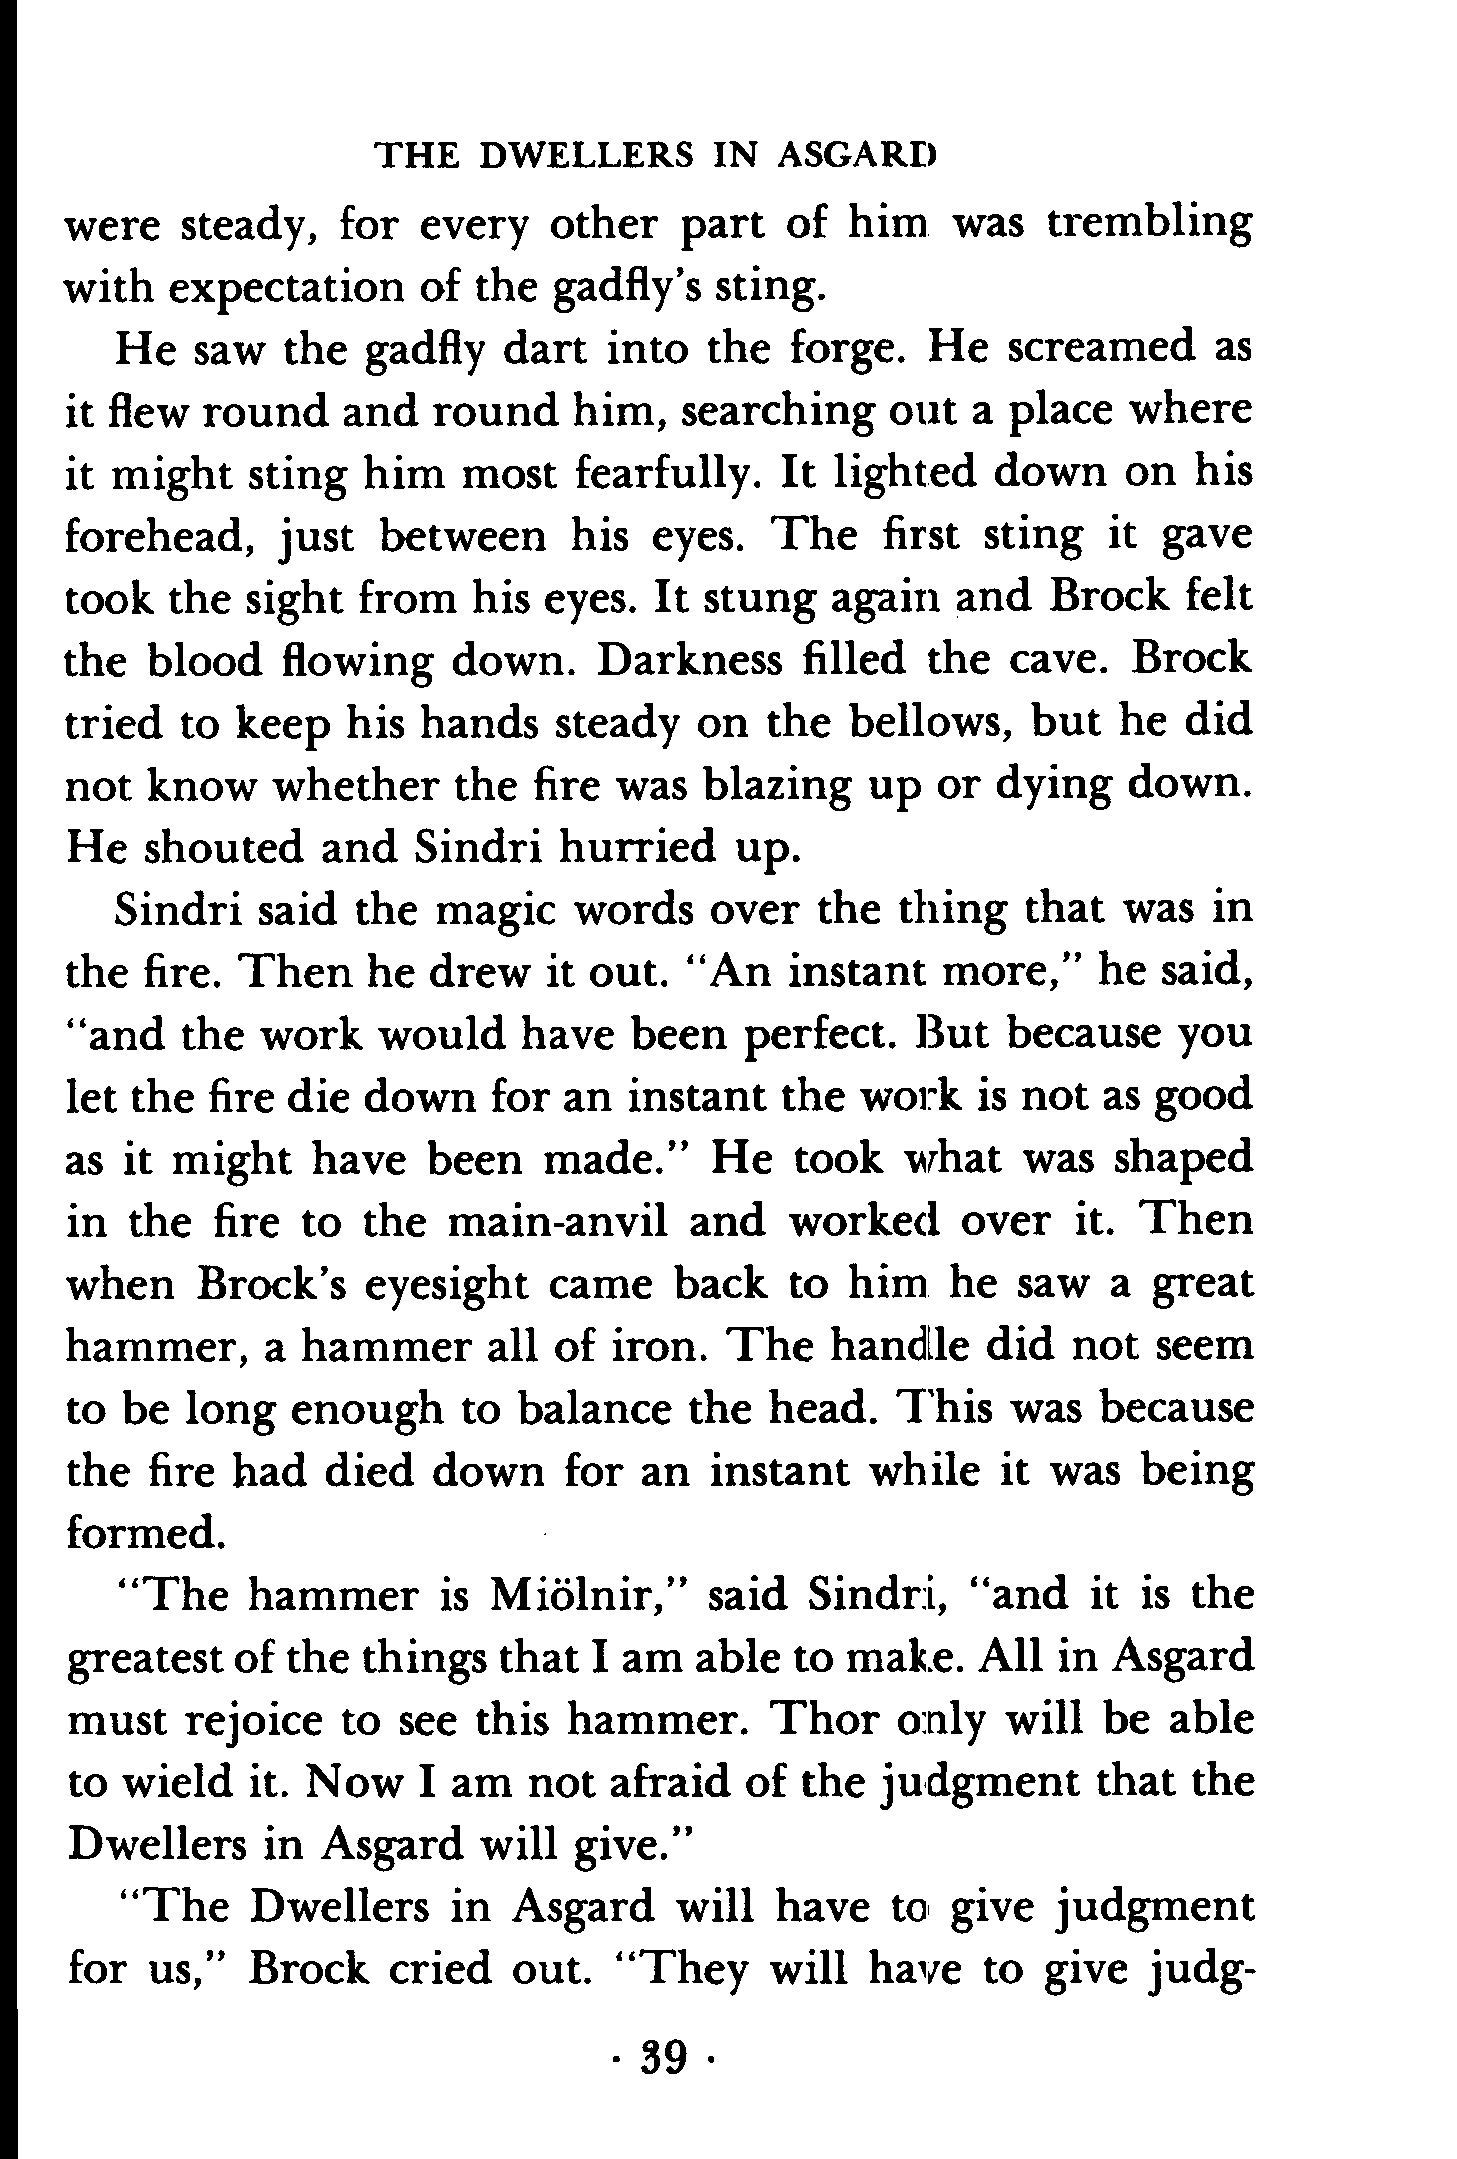 THE DWELLERS IN ASGARD
were steady, for every other part of him was trembling
with expectation of the gadfly's sting.
He saw the gadfly dart into the forge. He screamed as
it flew round and round him, searching out a place where
it might sting him most fearfully. It lighted down on his
forehead, just between his eyes. The first sting it gave
took the sight from his eyes. It stung again and Brock felt
the blood flowing down. Darkness filled the cave. Brock
tried to keep his hands steady on the bellows, but he did
not know whether the fire was blazing up or dying down.
He shouted and Sindri hurried up.
Sindri said the magic words over the thing that was in
the fire. Then he drew it out. "An instant more," he said,
"and the work would have been perfect. But because you
let the fire die down for an instant the work is not as good
as it might have been made." He took what was shaped
in the fire to the main-anvil and worked over it. Then
when Brock's eyesight came back to him he saw a great
hammer, a hammer all of iron. The handle did not seem
to be long enough to balance the head. This was because
the fire had died down for an instant while it was being
formed.
"The hammer is Miölnir," said Sindri, "and it is the
greatest of the things that I am able to make. All in Asgard
must rejoice to see this hammer. Thor only will be able
to wield it. Now I am not afraid of the judgment that the
Dwellers in Asgard will give."
"The Dwellers in Asgard will have to give judgment
for us," Brock cried out. "They will have to give judg-
· 39 ·